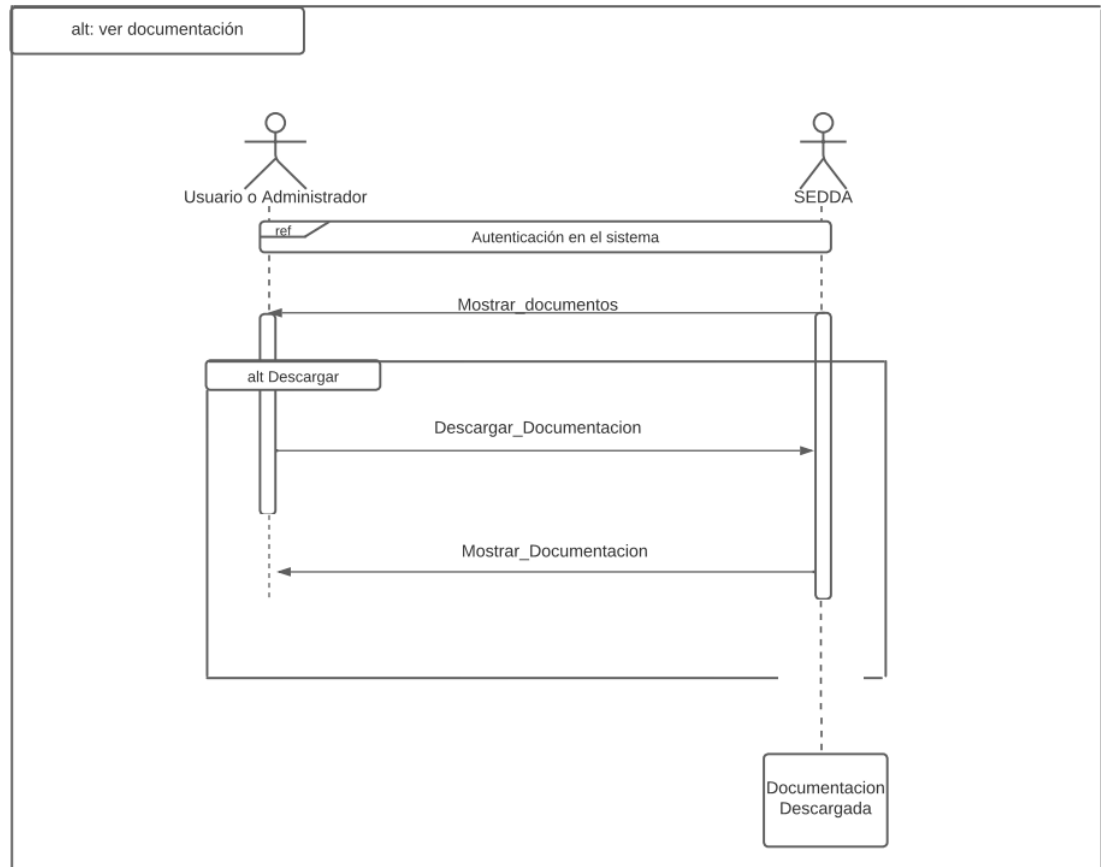 alt: ver documentación
Usuario o Administrador
SEDDA
ref
Autenticación en el sistema
Mostrar_documentos
alt Descargar
Descargar_Documentacion
Mostrar_Documentacion
Documentacion
Descargada